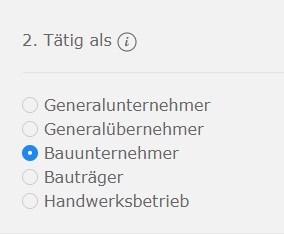 2. Tätig als i
Generalunternehmer
Generalübernehmer
Bauunternehmer
Bauträger
Handwerksbetrieb